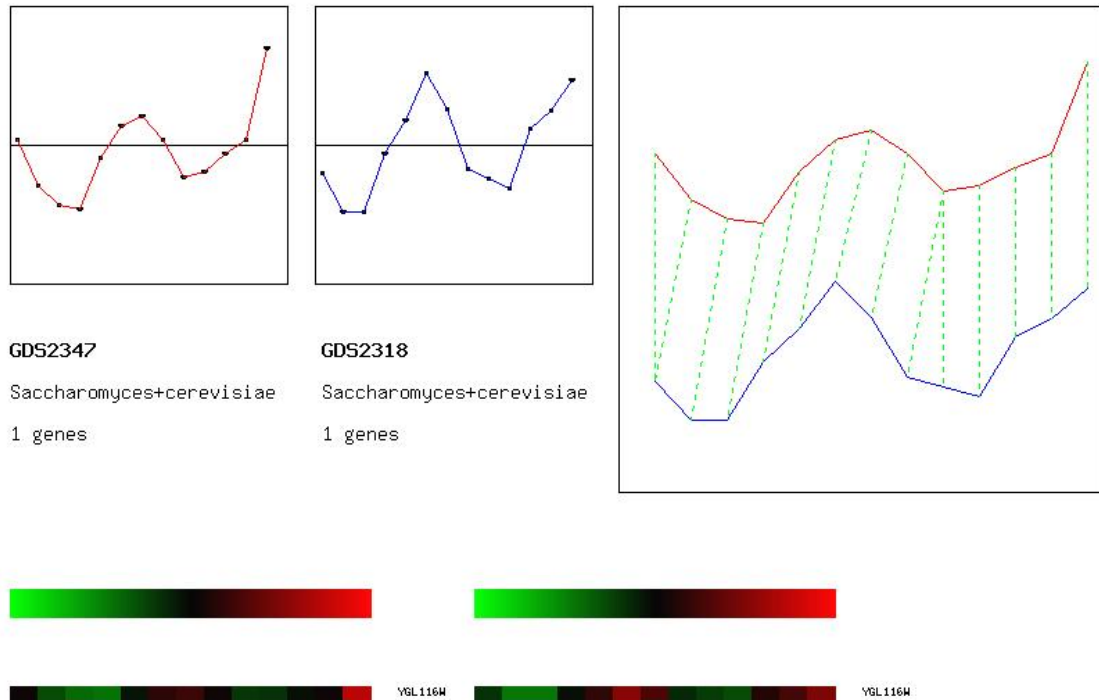 GDS2347
GDS2318
Saccharomyces+cerevisiae
Saccharomyces+cerevisiae
1 genes
1 genes
YGL116W
YGL116W